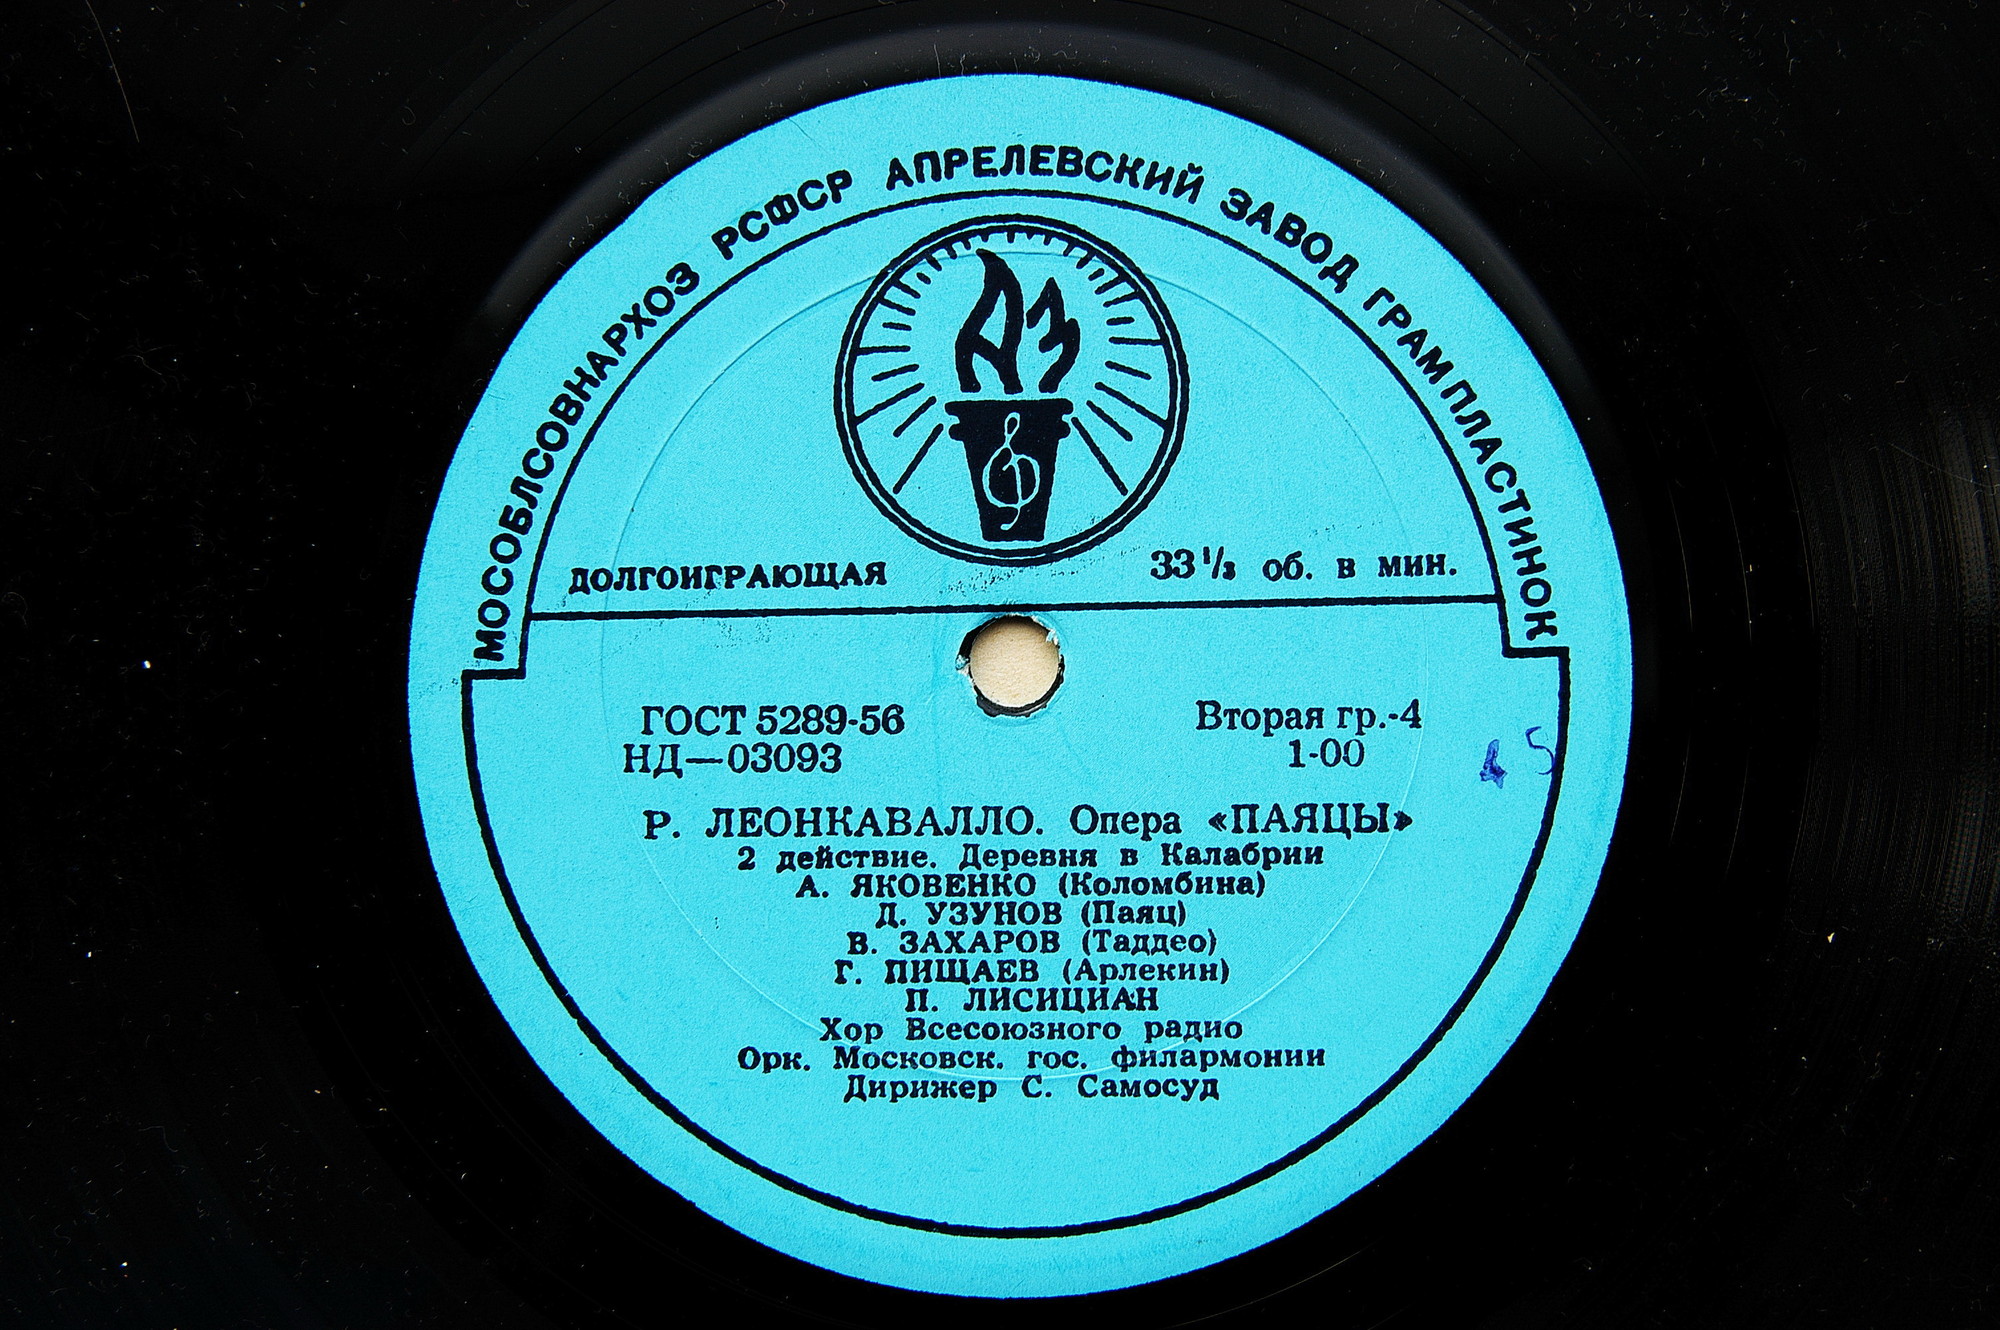 МОСОБЛСОВНАРХОЗ РСФСР АПРЕЛЕВСКИЙ ЗАВОД ГРАМПЛАСТИНОК
АЗ
ДОЛГОИГРАЮЩАЯ 33⅓ об. в мин.
ГОСТ 5289-56 Вторая гр.-4
НД—03093 1-00
Р. ЛЕОНКАВАЛЛО. Опера «ПАЯЦЫ»
2 действие. Деревня в Калабрии
А. ЯКОВЕНКО (Коломбина)
Д. УЗУНОВ (Паяц)
В. ЗАХАРОВ (Таддео)
Г. ПИЩАЕВ (Арлекин)
П. ЛИСИЦИАН
Хор Всесоюзного радио
Орк. Московск. гос. филармонии
Дирижер С. Самосуд